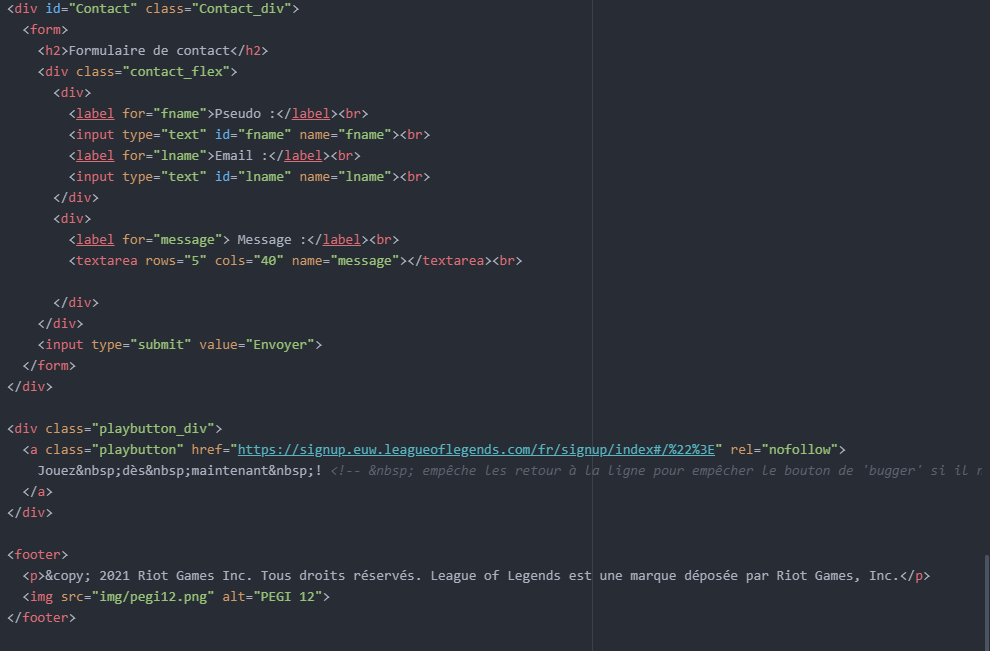 <div id="Contact" class="Contact_div">
<form>
<h2>Formulaire de contact</h2>
<div class="contact_flex">
<div>
<label for="fname">Pseudo :</label><br>
<input type="text" id="fname" name="fname"><br>
<label for="lname">Email :</label><br>
<input type="text" id="lname" name="lname"><br>
</div>
<div>
<label for="message"> Message :</label><br>
<textarea rows="5" cols="40" name="message"></textarea><br>
</div>
</div>
<input type="submit" value="Envoyer">
</form>
</div>
<div class="playbutton_div">
<a class="playbutton" href="https://signup.euw.leagueoflegends.com/fr/signup/index#/%22%3E" rel="nofollow">
Jouez&nbsp;dès&nbsp;maintenant&nbsp;! <!-- &nbsp; empêche les retour à la ligne pour empêcher le bouton de 'bugger' si il
</a>
</div>
<footer>
<p>&copy; 2021 Riot Games Inc. Tous droits réservés. League of Legends est une marque déposée par Riot Games, Inc.</p>
<img src="img/pegi12.png" alt="PEGI 12">
</footer>